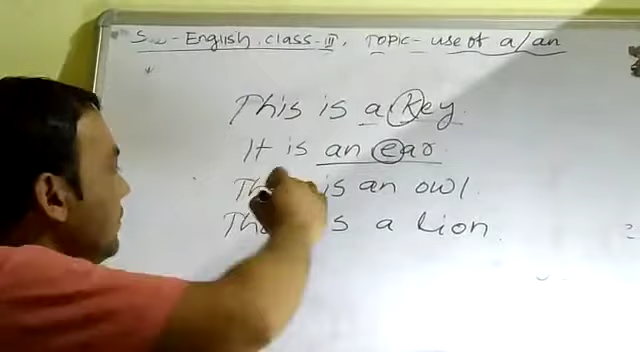 English, class-III, Topic- use of a/an
This is a Key.
It is an ear.
is an owl.
a Lion.